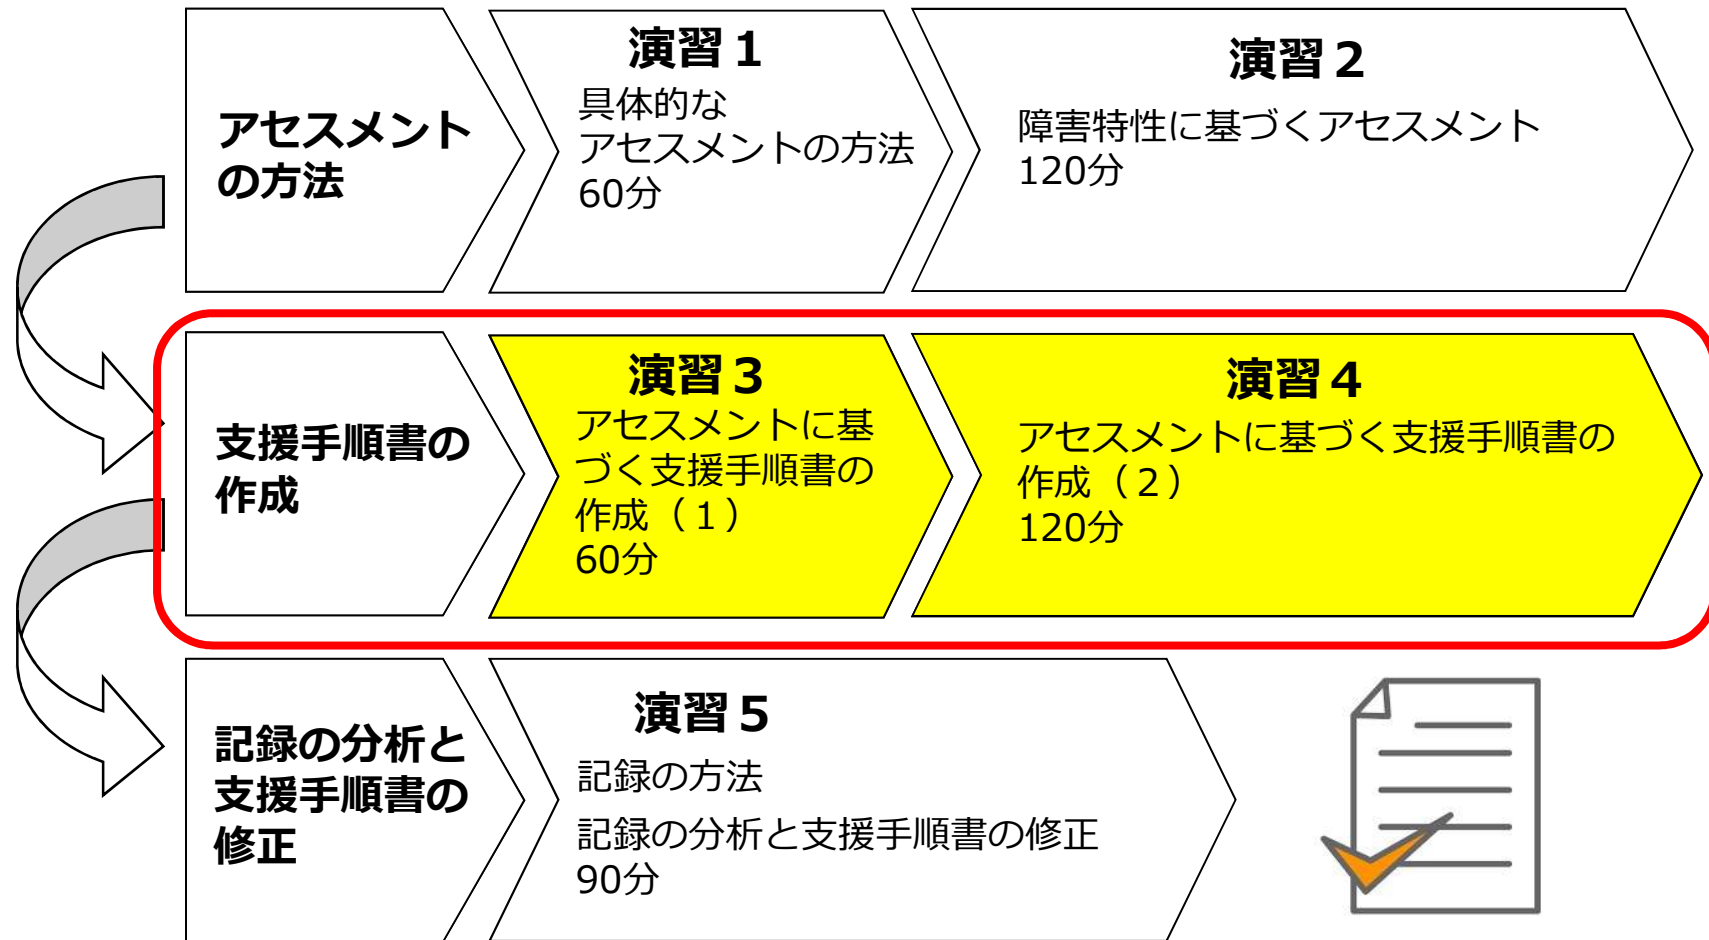 アセスメント
の方法
演習１
具体的な
アセスメントの方法
60分
演習２
障害特性に基づくアセスメント
120分
支援手順書の
作成
演習３
アセスメントに基
づく支援手順書の
作成（１）
60分
演習４
アセスメントに基づく支援手順書の
作成（２）
120分
記録の分析と
支援手順書の
修正
演習５
記録の方法
記録の分析と支援手順書の修正
90分